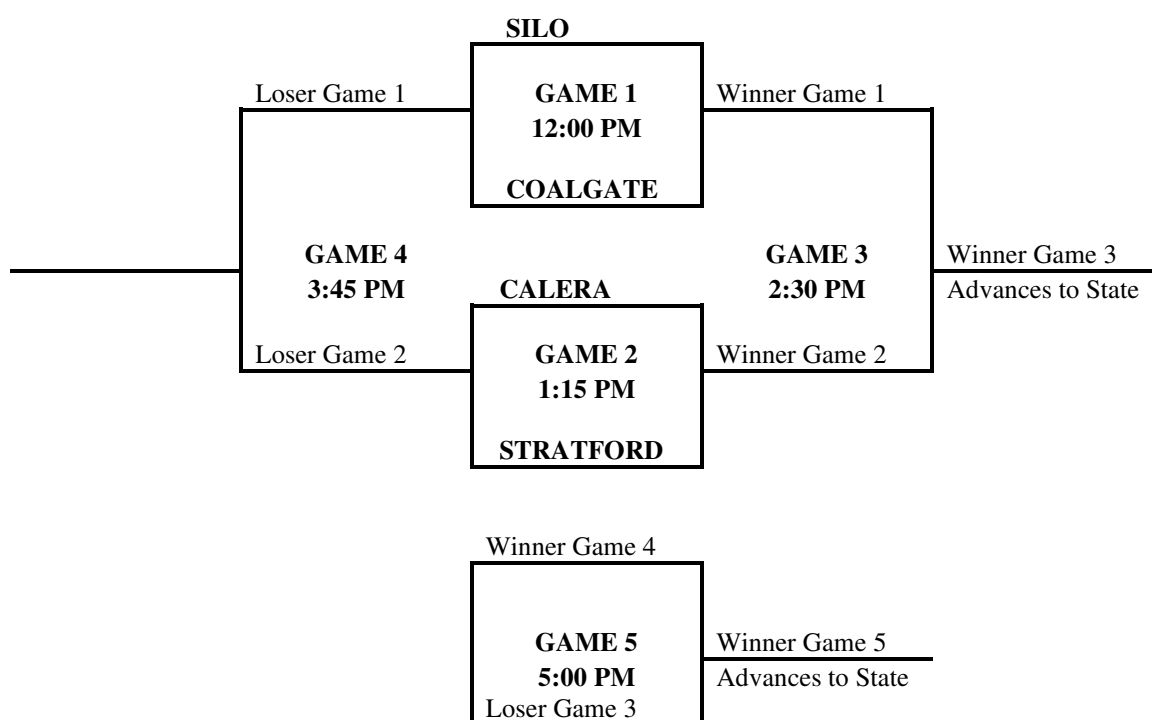 SILO
Loser Game 1
GAME 1
12:00 PM
Winner Game 1
COALGATE
GAME 4
3:45 PM
GAME 3
2:30 PM
Winner Game 3
Advances to State
CALERA
Loser Game 2
GAME 2
1:15 PM
Winner Game 2
STRATFORD
Winner Game 4
GAME 5
5:00 PM
Winner Game 5
Advances to State
Loser Game 3